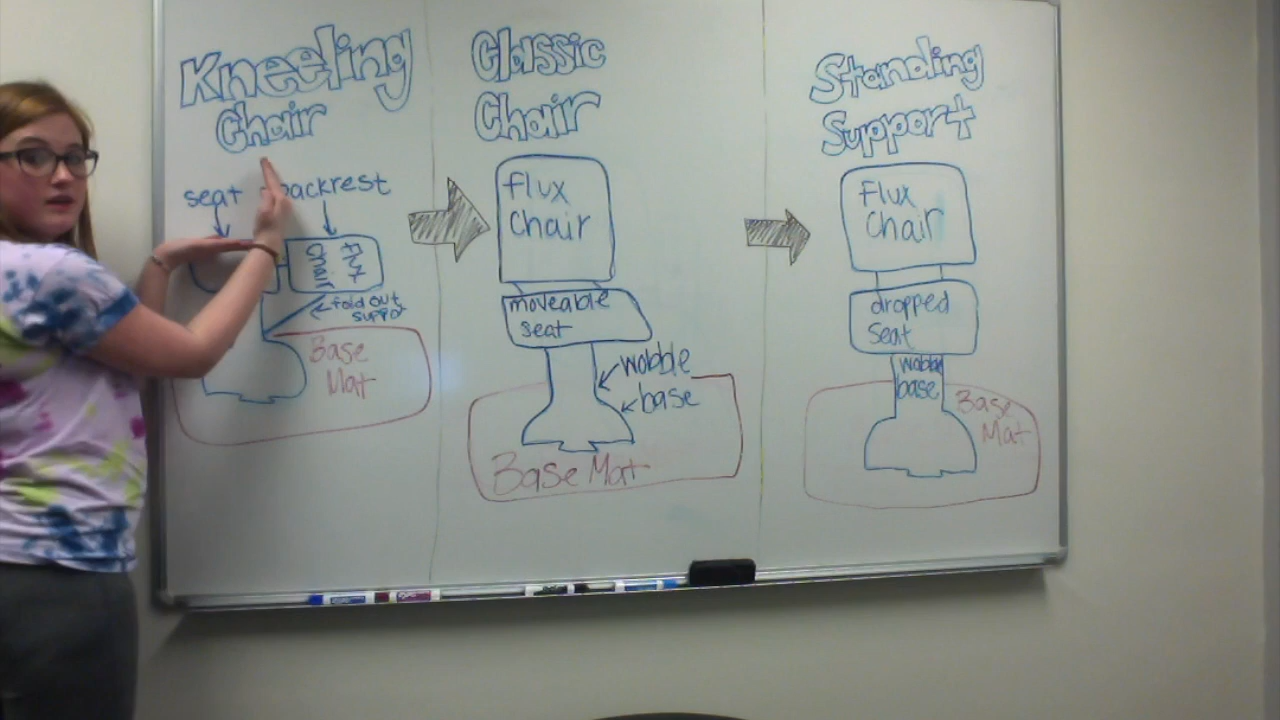 Kneeling
Chair
seat
backrest
Flux
Chair
fold out
Base
Mat
Classic
Chair
flux
Chair
moveable
seat
wobble
base
Base Mat
Standing
Support
Flux
Chair
dropped
seat
wobble
base
Base
Mat